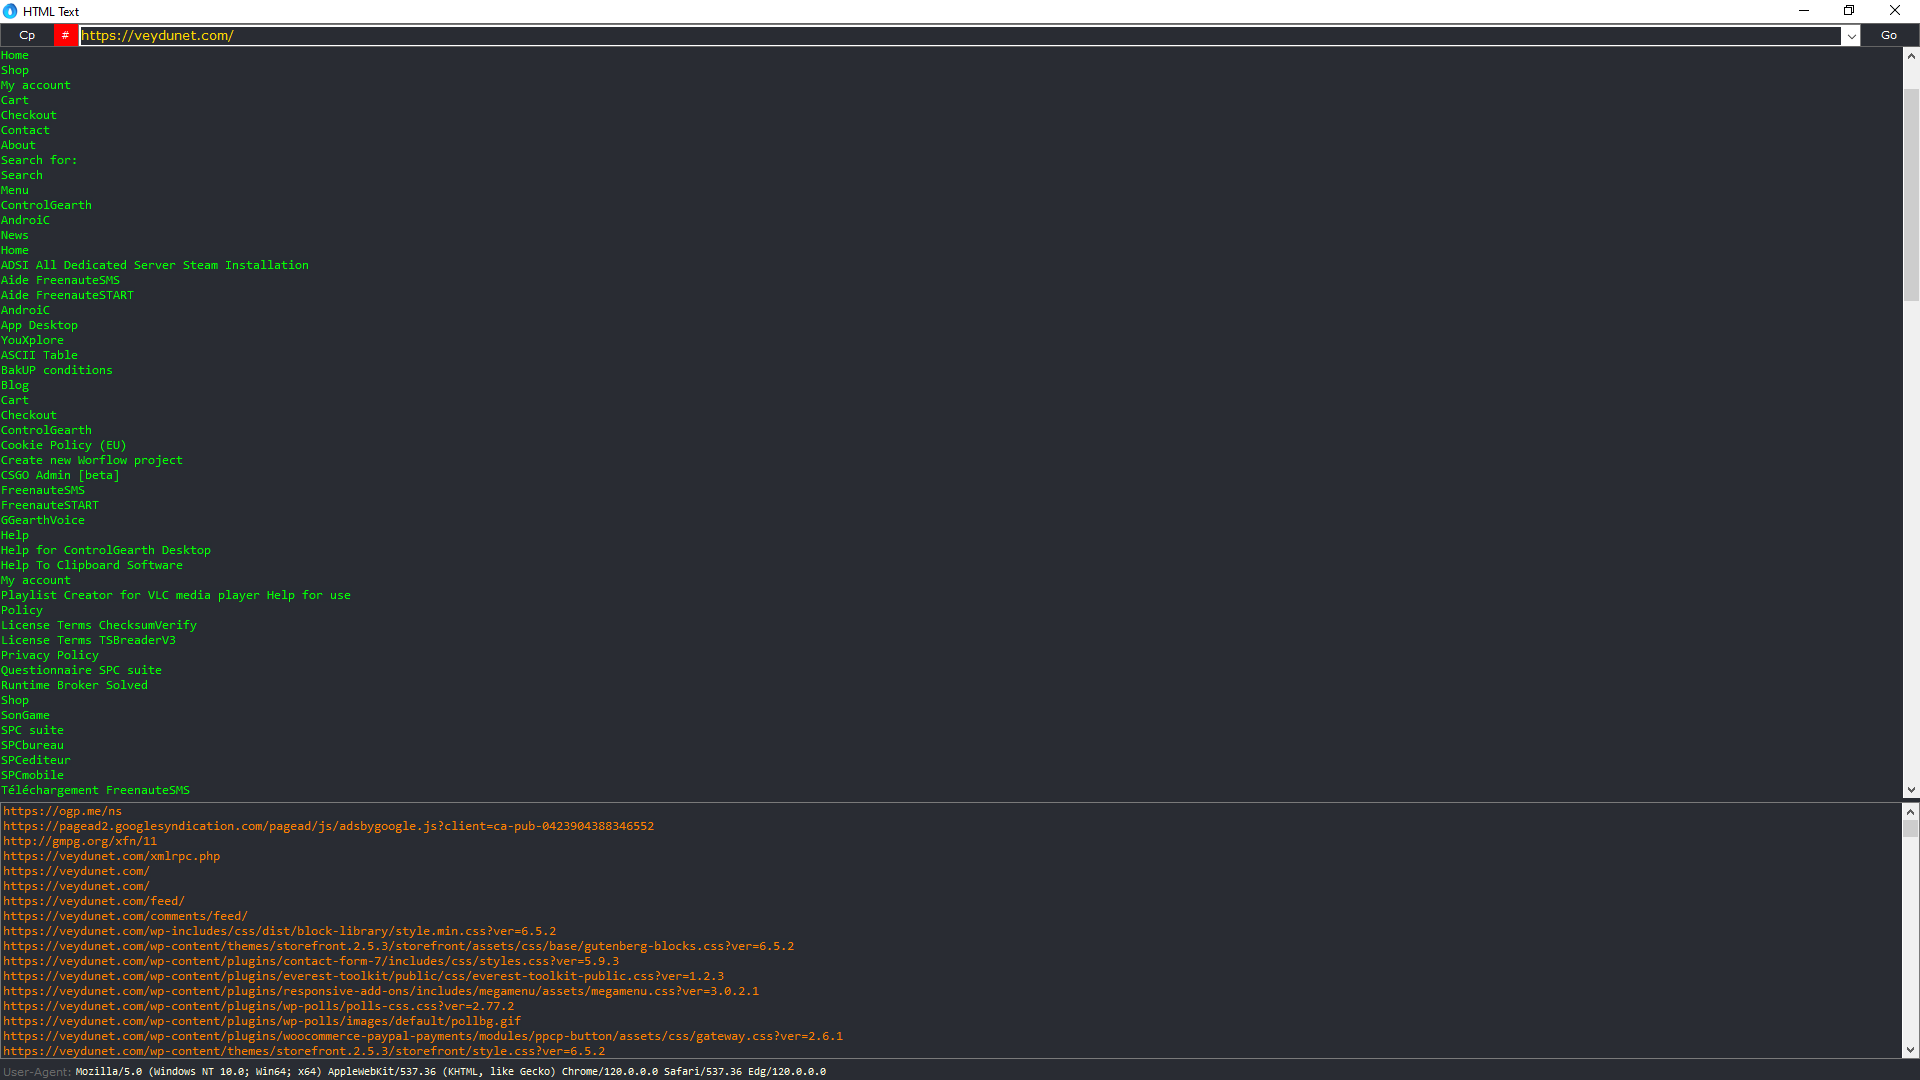 HTML Text
Cp # https://veydunet.com/ Go
Home
Shop
My account
Cart
Checkout
Contact
About
Search for:
Search
Menu
ControlGearth
AndroiC
News
Home
ADSI All Dedicated Server Steam Installation
Aide FreenauteSMS
Aide FreenauteSTART
AndroiC
App Desktop
YouXplore
ASCII Table
BakUP conditions
Blog
Cart
Checkout
ControlGearth
Cookie Policy (EU)
Create new Worflow project
CSGO Admin [beta]
FreenauteSMS
FreenauteSTART
GGearthVoice
Help
Help for ControlGearth Desktop
Help To Clipboard Software
My account
Playlist Creator for VLC media player Help for use
Policy
License Terms ChecksumVerify
License Terms TSBreaderV3
Privacy Policy
Questionnaire SPC suite
Runtime Broker Solved
Shop
SonGame
SPC suite
SPCbureau
SPCediteur
SPCmobile
Téléchargement FreenauteSMS
https://ogp.me/ns
https://pagead2.googlesyndication.com/pagead/js/adsbygoogle.js?client=ca-pub-0423904388346552
http://gmpg.org/xfn/11
https://veydunet.com/xmlrpc.php
https://veydunet.com/
https://veydunet.com/
https://veydunet.com/feed/
https://veydunet.com/comments/feed/
https://veydunet.com/wp-includes/css/dist/block-library/style.min.css?ver=6.5.2
https://veydunet.com/wp-content/themes/storefront.2.5.3/storefront/assets/css/base/gutenberg-blocks.css?ver=6.5.2
https://veydunet.com/wp-content/plugins/contact-form-7/includes/css/styles.css?ver=5.9.3
https://veydunet.com/wp-content/plugins/everest-toolkit/public/css/everest-toolkit-public.css?ver=1.2.3
https://veydunet.com/wp-content/plugins/responsive-add-ons/includes/megamenu/assets/megamenu.css?ver=3.0.2.1
https://veydunet.com/wp-content/plugins/wp-polls/polls-css.css?ver=2.77.2
https://veydunet.com/wp-content/plugins/wp-polls/images/default/pollbg.gif
https://veydunet.com/wp-content/plugins/woocommerce-paypal-payments/modules/ppcp-button/assets/css/gateway.css?ver=2.6.1
https://veydunet.com/wp-content/themes/storefront.2.5.3/storefront/style.css?ver=6.5.2
User-Agent: Mozilla/5.0 (Windows NT 10.0; Win64; x64) AppleWebKit/537.36 (KHTML, like Gecko) Chrome/120.0.0.0 Safari/537.36 Edg/120.0.0.0